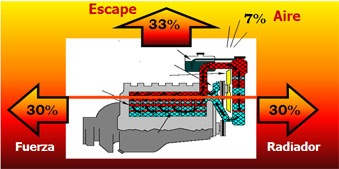 Escape
33%
7% Aire
30%
30%
Fuerza
Radiador